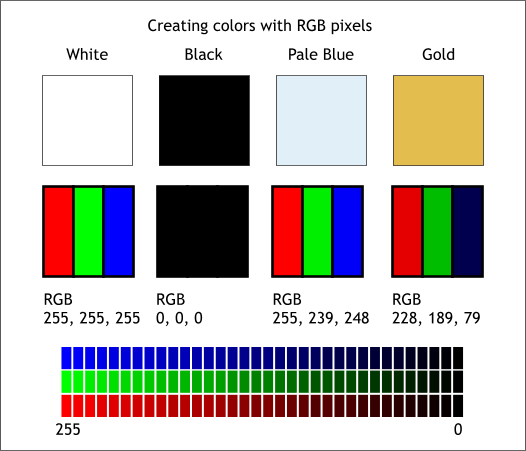 Creating colors with RGB pixels
White Black Pale Blue Gold
RGB RGB RGB RGB
255, 255, 255 0, 0, 0 255, 239, 248 228, 189, 79
255 0